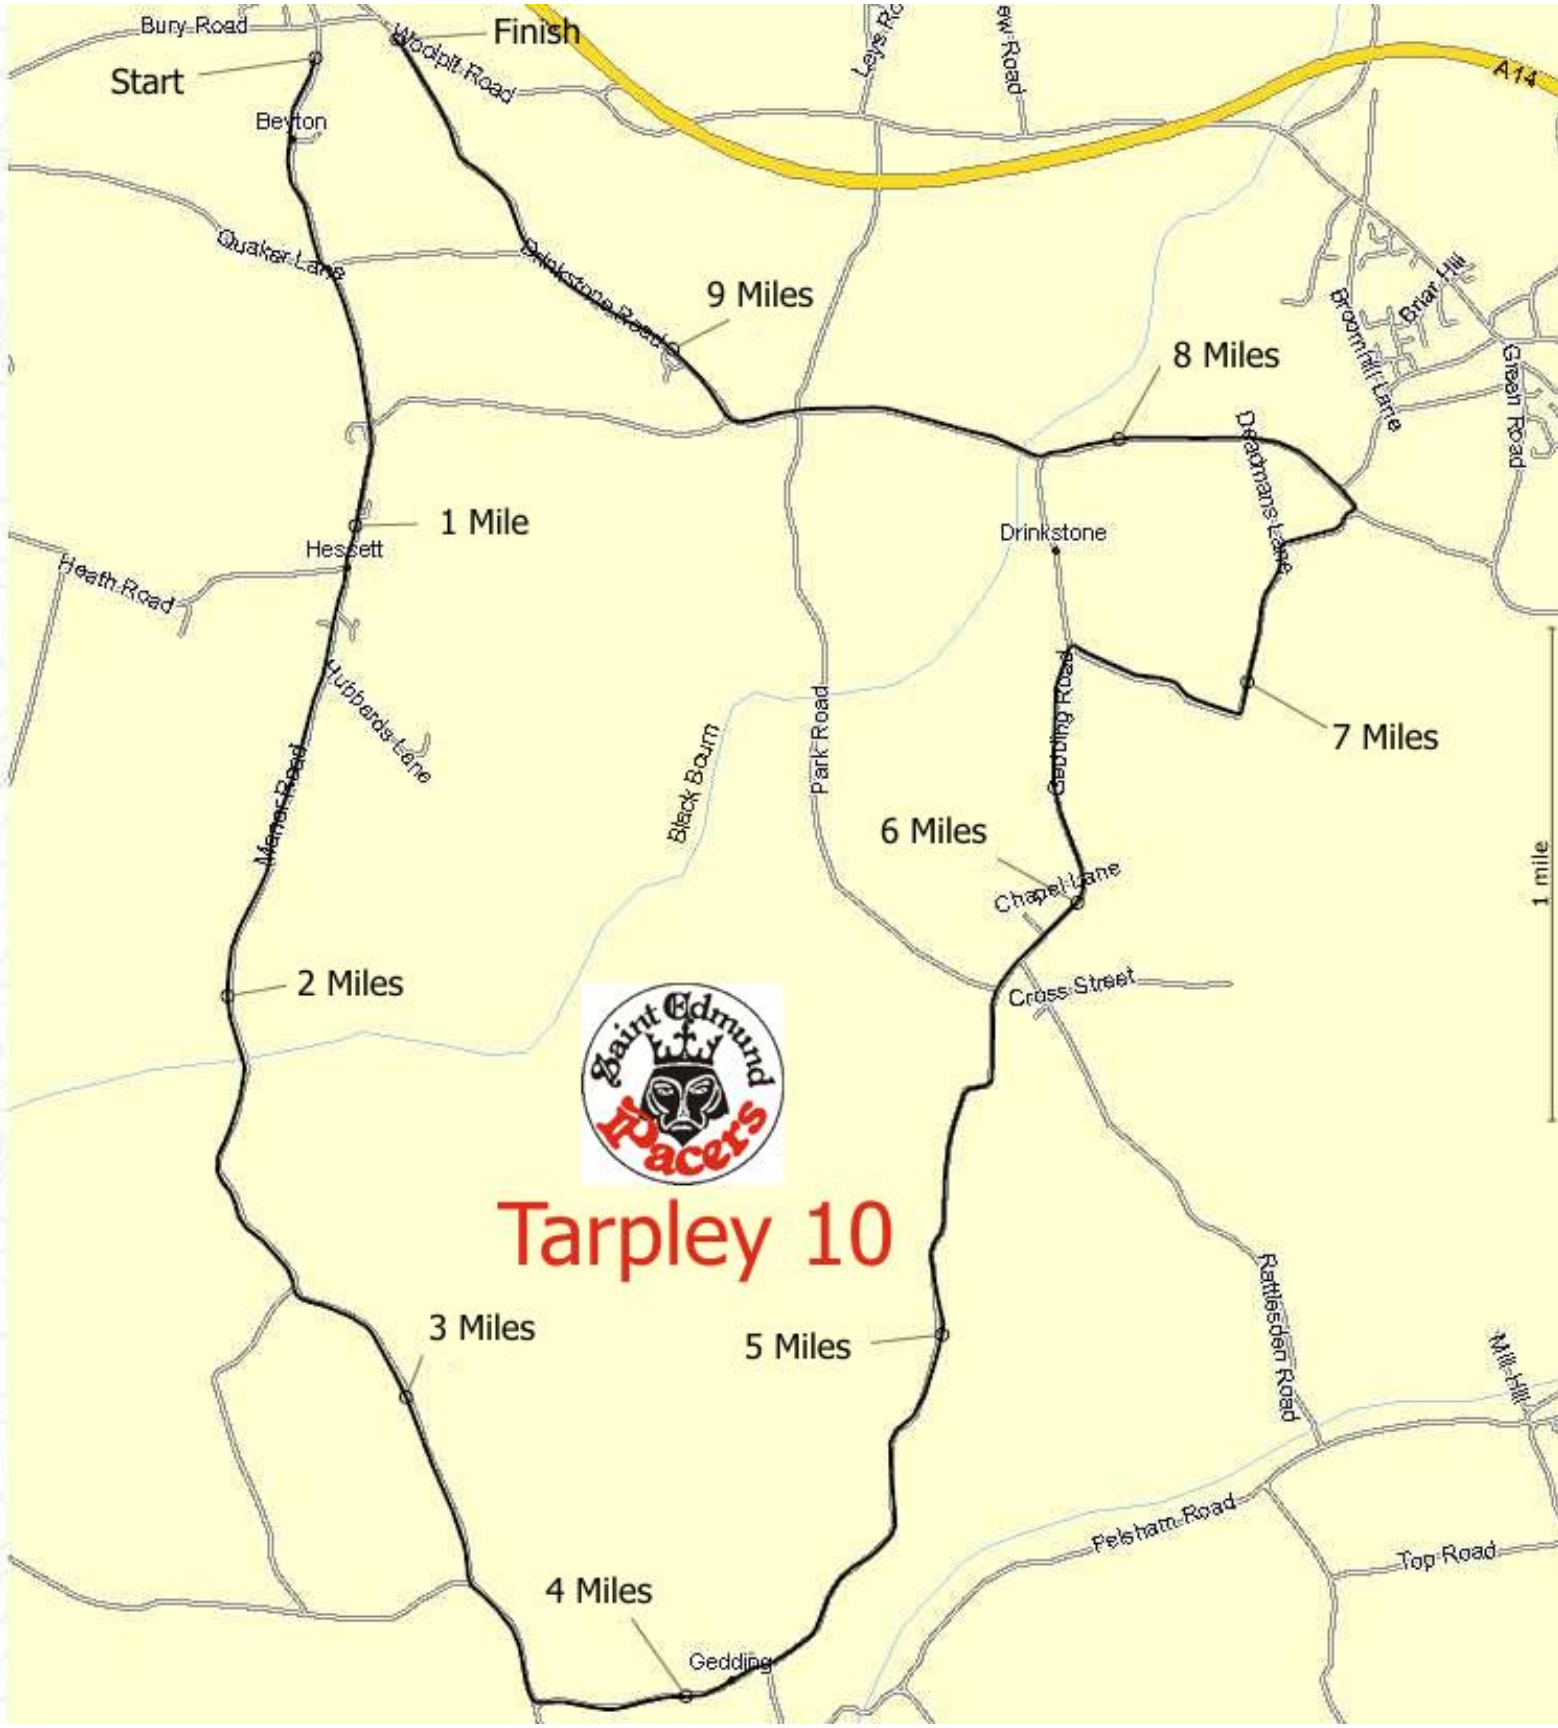 Bury Road
Finish
Woolpit Road
Leys Ro
ew Road
A14
Start
Beyton
Quaker Lane
Drinkstone Road
9 Miles
8 Miles
Briar Hill
Broomhill Lane
Green Road
Deadmans Lane
1 Mile
Hessett
Drinkstone
Heath Road
Hubbards Lane
Gedding Road
7 Miles
Park Road
Black Bourn
Manor Road
6 Miles
Chapel Lane
1 mile
2 Miles
Cross Street
Saint Edmund
Pacers
Tarpley 10
3 Miles
5 Miles
Rattlesden Road
Mill Hill
Felsham Road
Top Road
4 Miles
Gedding